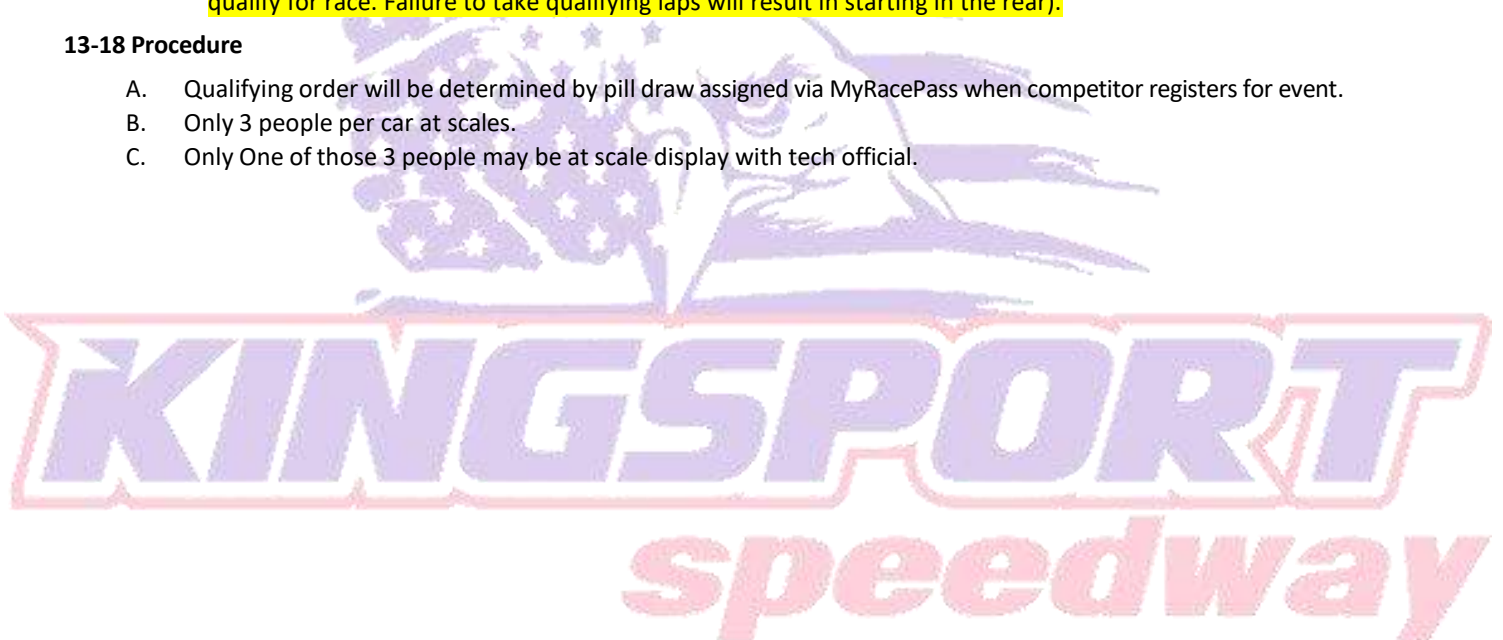 qualify for race. Failure to take qualifying laps will result in starting in the rear).
13-18 Procedure
A. Qualifying order will be determined by pill draw assigned via MyRacePass when competitor registers for event.
B. Only 3 people per car at scales.
C. Only One of those 3 people may be at scale display with tech official.
KINGSPORT
speedway